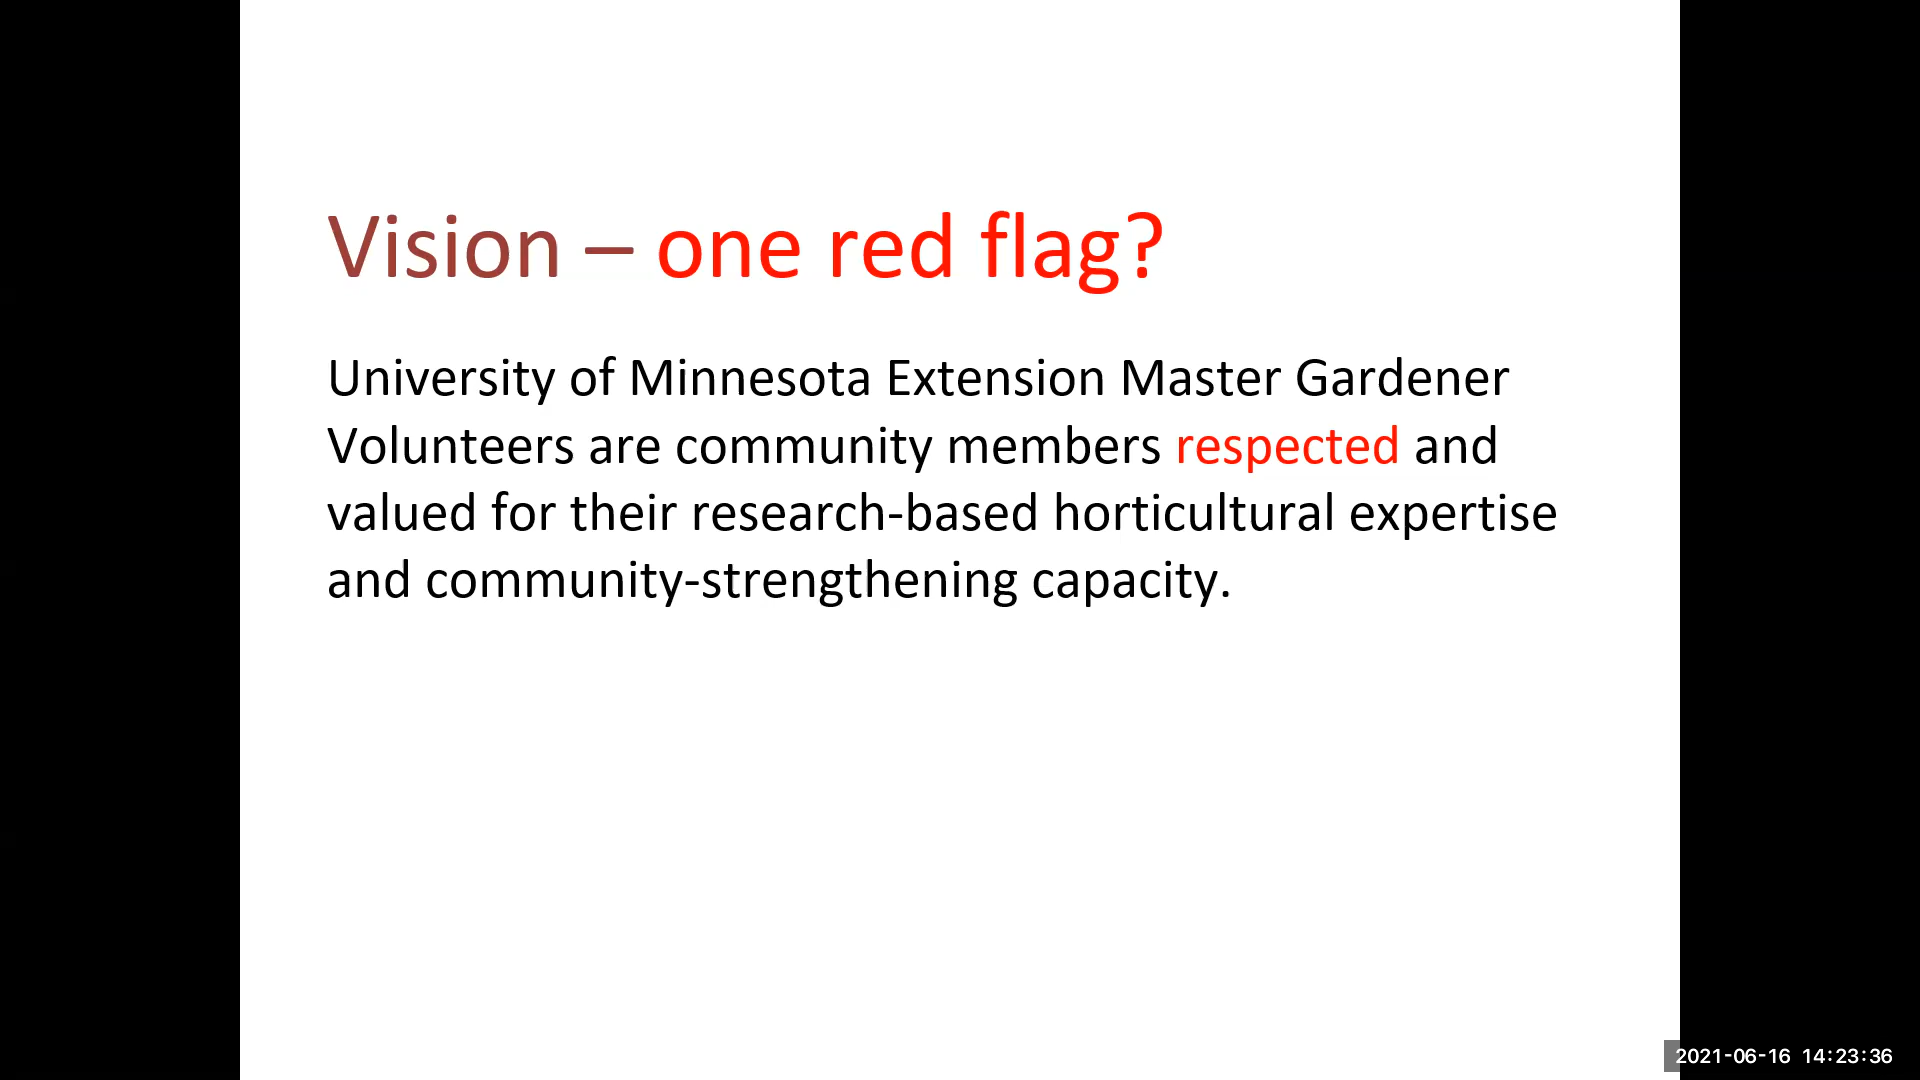 Vision – one red flag?
University of Minnesota Extension Master Gardener
Volunteers are community members respected and
valued for their research-based horticultural expertise
and community-strengthening capacity.
2021-06-16 14:23:36